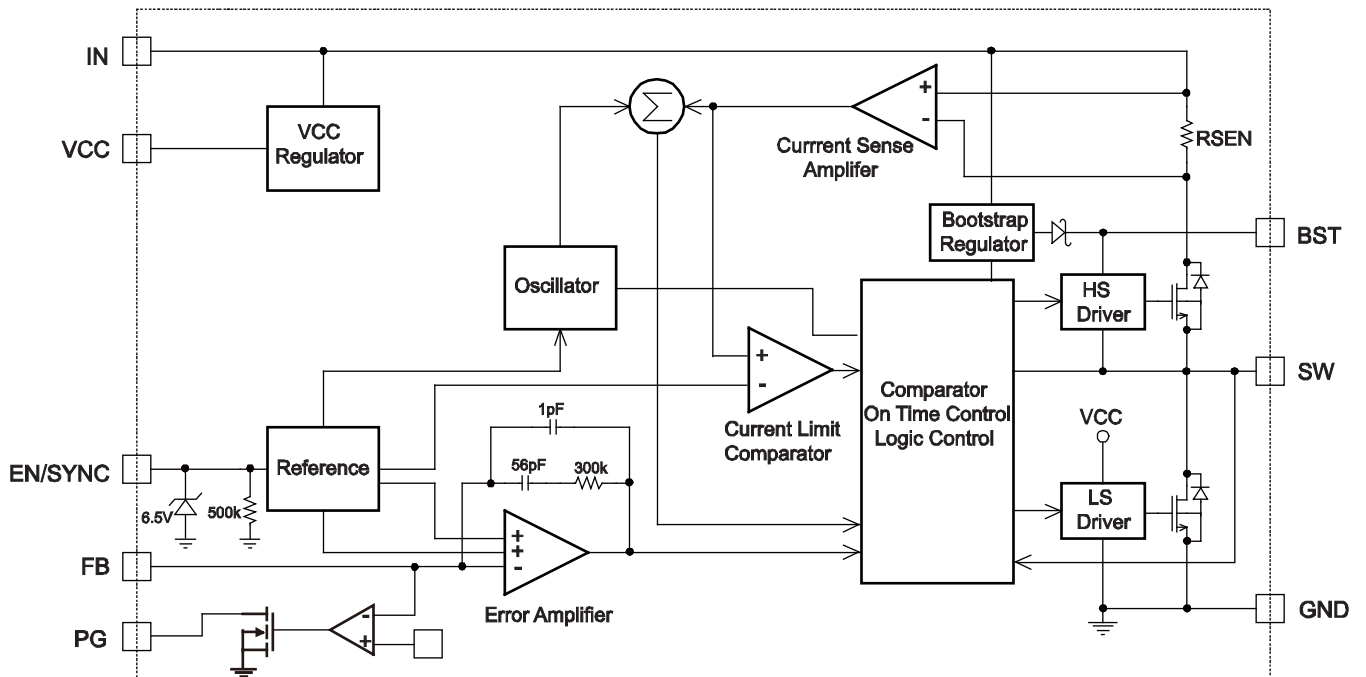 IN
VCC
VCC
Regulator
Σ
+
-
Currrent Sense
Amplifer
RSEN
Bootstrap
Regulator
BST
Oscillator
HS
Driver
+
-
Current Limit
Comparator
Comparator
On Time Control
Logic Control
SW
VCC
1pF
56pF
300k
EN/SYNC
Reference
6.5V
500k
LS
Driver
+
+
-
Error Amplifier
FB
PG
-
+
GND